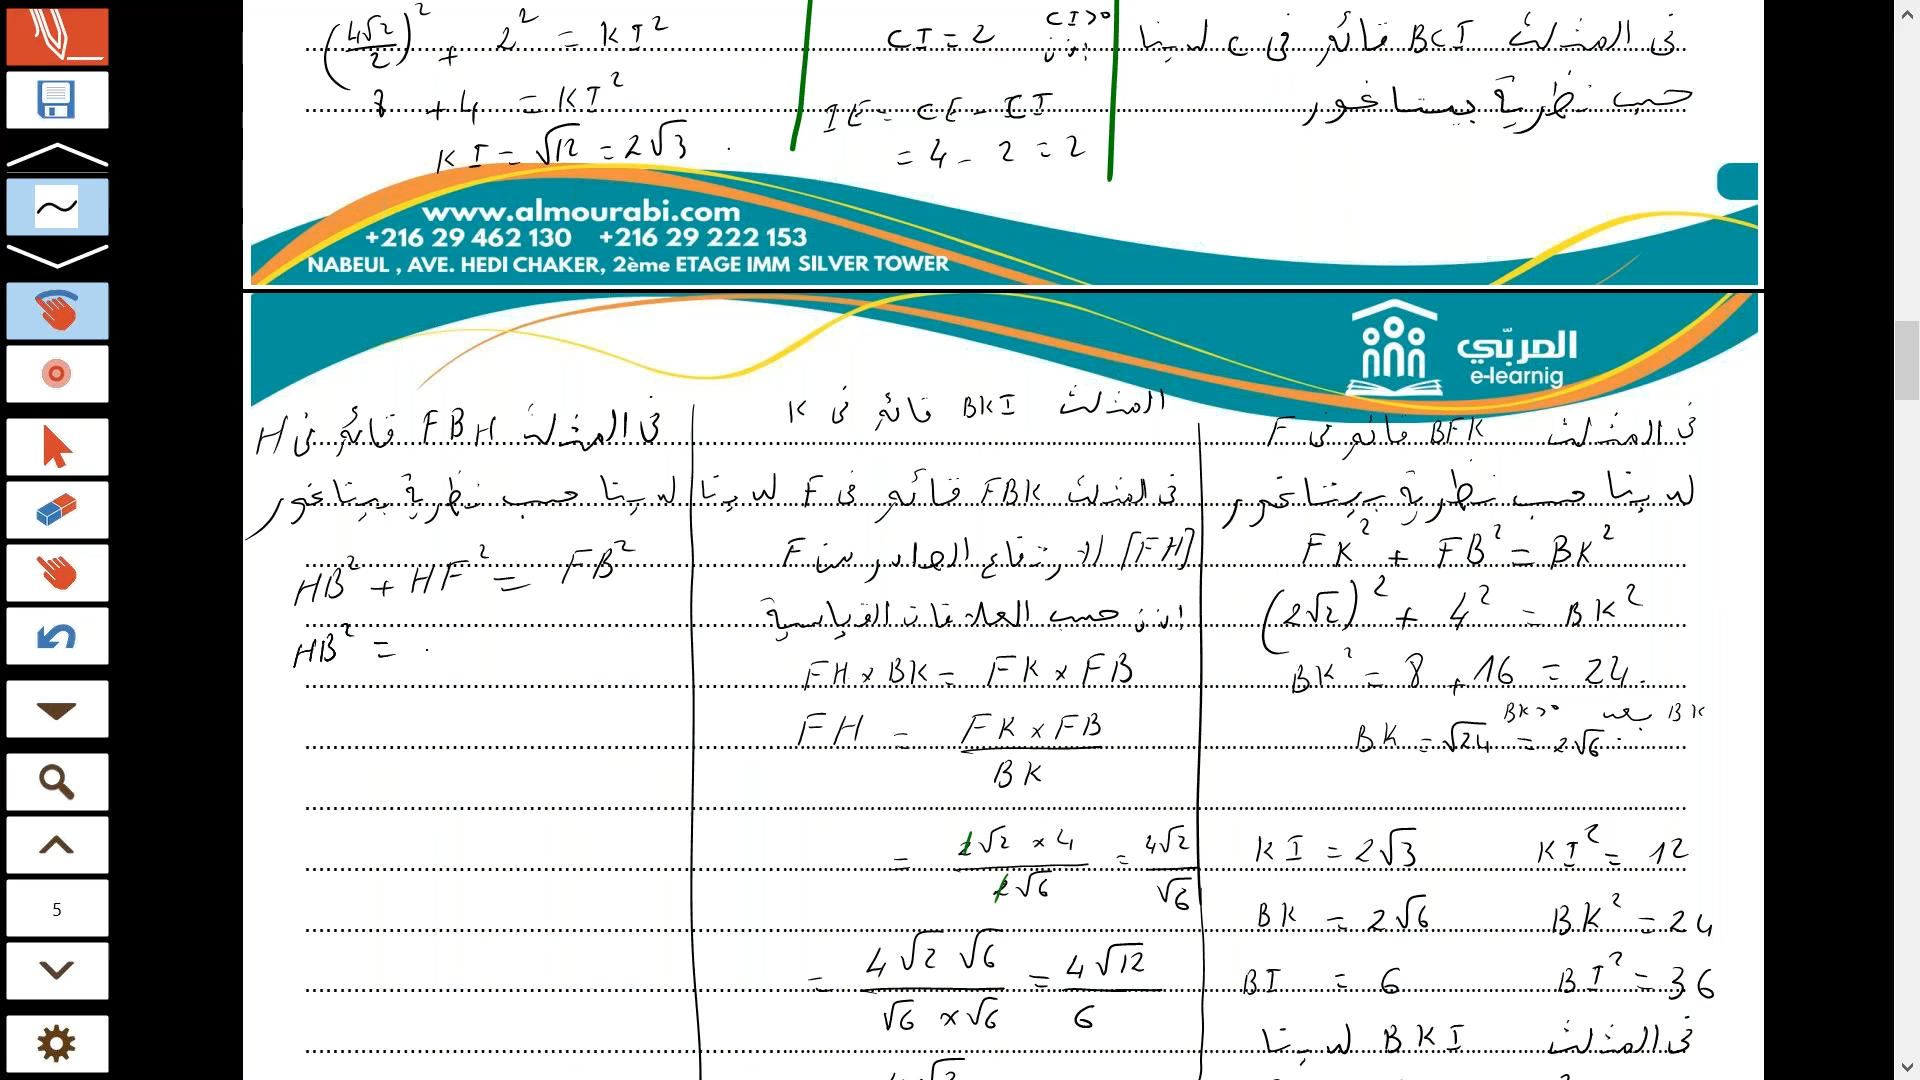 في المثلث BCI قائم في C لدينا
حسب نظرية بيتاغور
CI>0
إذن
CI = 2
IE = CE - CI
= 4 - 2 = 2
(4√2/2)² + 2² = KI²
8 + 4 = KI²
KI = √12 = 2√3
www.almourabi.com
+216 29 462 130 +216 29 222 153
NABEUL , AVE. HEDI CHAKER, 2ème ETAGE IMM SILVER TOWER
المربّي
e-learnig
في المثلث BFK قائم في F
لدينا حسب نظرية بيتاغور
FK² + FB² = BK²
(2√2)² + 4² = BK²
BK² = 8 + 16 = 24
BK بعد BK>0
BK = √24 = 2√6
KI = 2√3 KI² = 12
BK = 2√6 BK² = 24
BI = 6 BI² = 36
في المثلث BKI لدينا
المثلث BKI قائم في K
في المثلث FBK قائم في F لدينا
[FH] الارتفاع الصادر من F
إذن حسب العلاقات القياسية
FH × BK = FK × FB
FH = FK × FB / BK
= 2√2 × 4 / 2√6 = 4√2 / √6
= 4√2 √6 / √6 × √6 = 4√12 / 6
في المثلث FBH قائم في H
لدينا حسب نظرية بيتاغور
HB² + HF² = FB²
HB² =
5